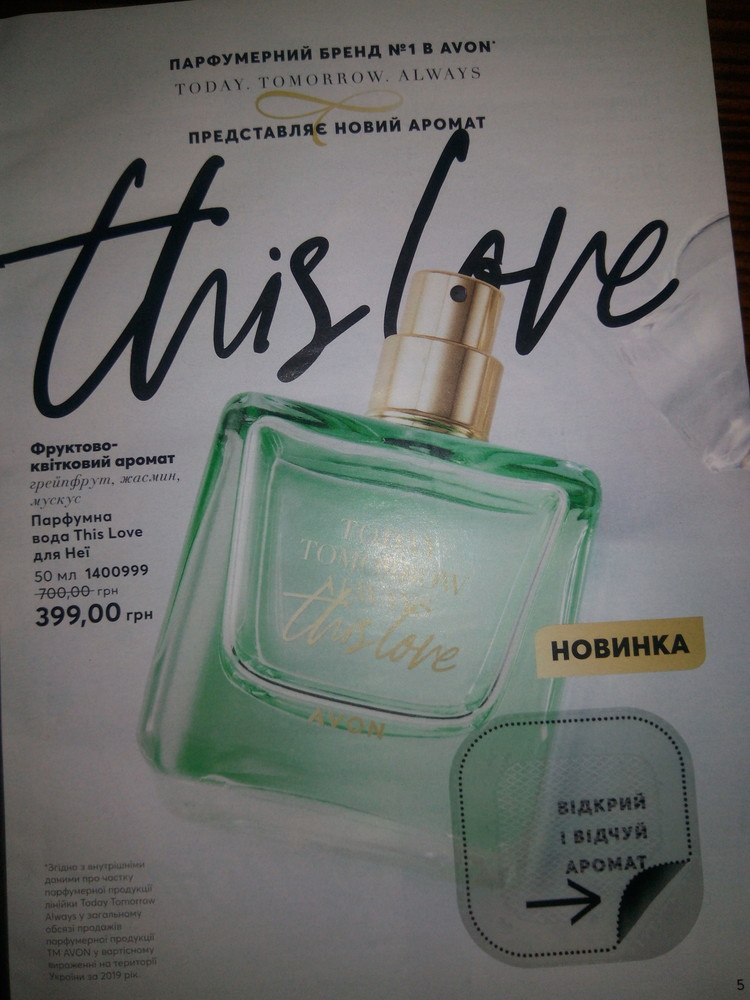 ПАРФУМЕРНИЙ БРЕНД №1 В AVON*
TODAY. TOMORROW. ALWAYS
ПРЕДСТАВЛЯЄ НОВИЙ АРОМАТ
this love
Фруктово-
квітковий аромат
грейпфрут, жасмин,
мускус
Парфумна
вода This Love
для Неї
50 мл 1400999
700,00 грн
399,00 грн
TODAY
TOMORROW
ALWAYS
this love
AVON
НОВИНКА
ВІДКРИЙ
І ВІДЧУЙ
АРОМАТ
*Згідно з внутрішніми
даними про частку
парфумерної продукції
лінійки Today Tomorrow
Always у загальному
обсязі продажів
парфумерної продукції
ТМ AVON у вартісному
вираженні на території
України за 2019 рік.
5